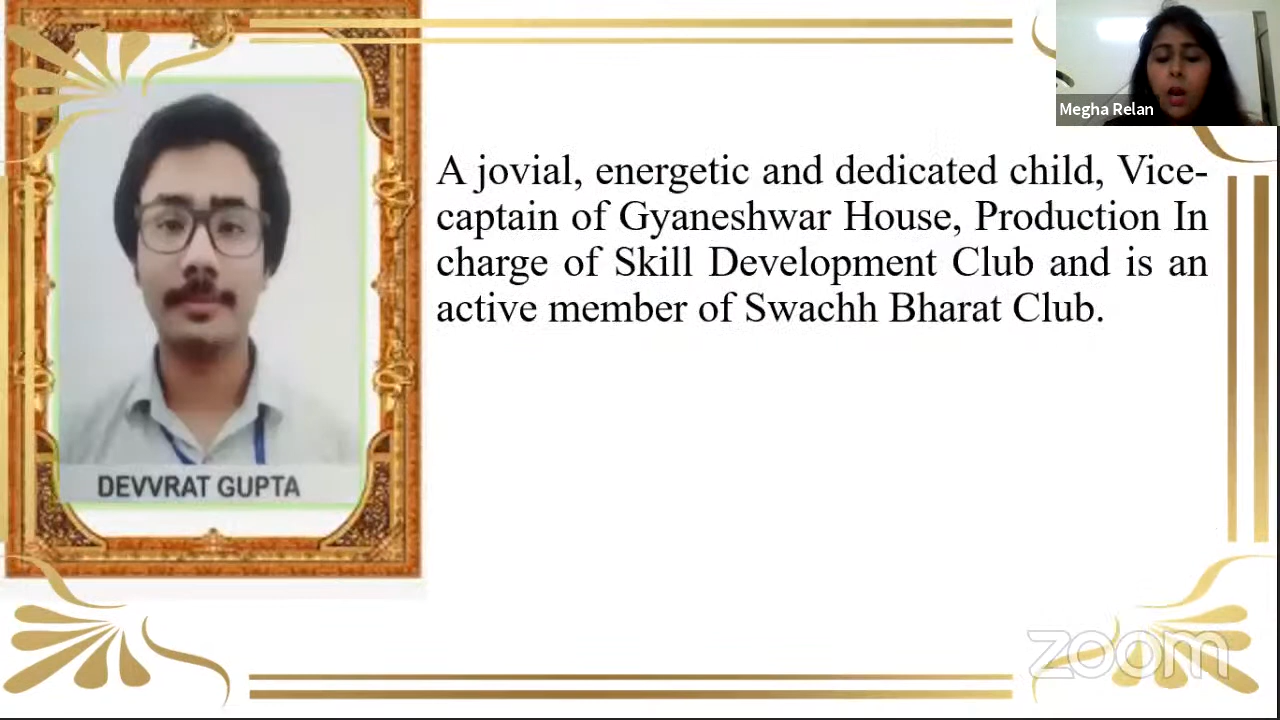 Megha Relan
A jovial, energetic and dedicated child, Vice-
captain of Gyaneshwar House, Production In
charge of Skill Development Club and is an
active member of Swachh Bharat Club.
DEVVRAT GUPTA
zoom